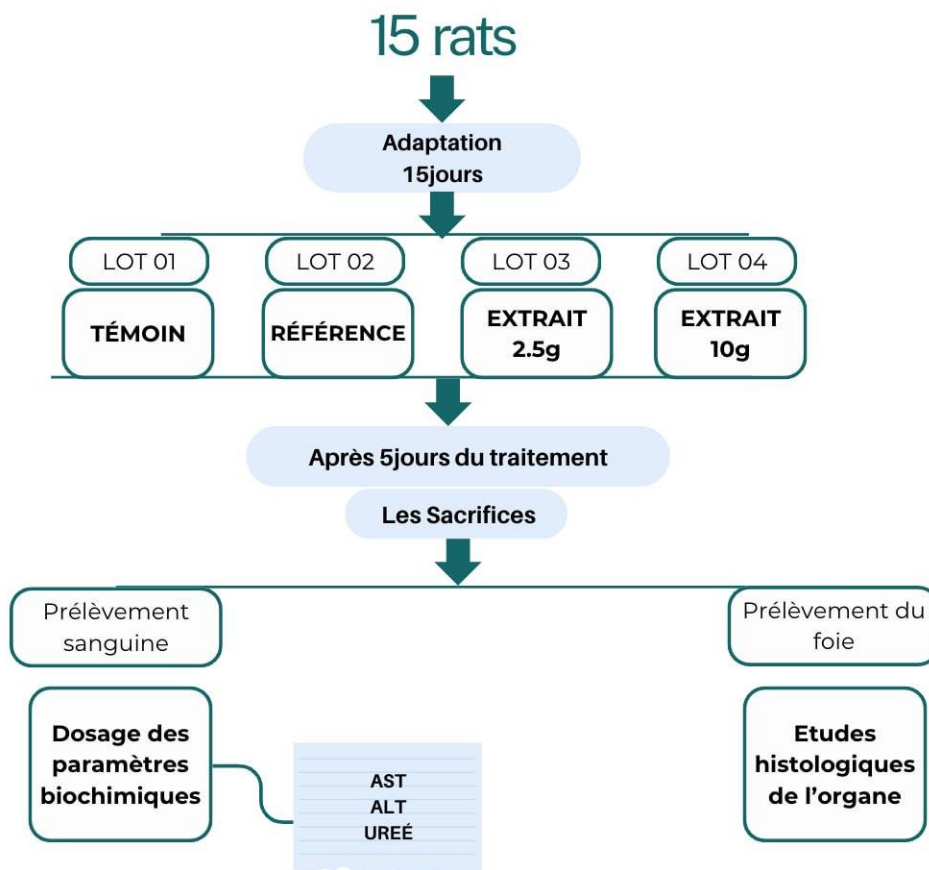 15 rats
Adaptation
15jours
LOT 01
LOT 02
LOT 03
LOT 04
TÉMOIN
RÉFÉRENCE
EXTRAIT
2.5g
EXTRAIT
10g
Après 5jours du traitement
Les Sacrifices
Prélèvement
sanguine
Prélèvement du
foie
Dosage des
paramètres
biochimiques
AST
ALT
UREÉ
Etudes
histologiques
de l'organe